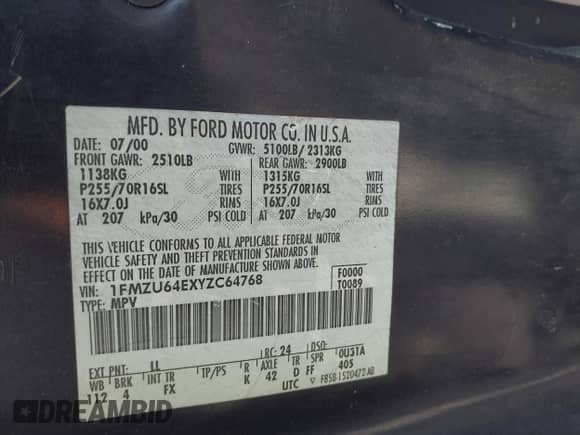 MFD. BY FORD MOTOR CO. IN U.S.A.
DATE: 07/00 GVWR: 5100LB/ 2313KG
FRONT GAWR: 2510LB REAR GAWR: 2900LB
1138KG WITH 1315KG WITH
P255/70R16SL TIRES P255/70R16SL TIRES
16X7.0J RIMS 16X7.0J RIMS
AT 207 kPa/30 PSI COLD AT 207 kPa/30 PSI COLD
THIS VEHICLE CONFORMS TO ALL APPLICABLE FEDERAL MOTOR
VEHICLE SAFETY AND THEFT PREVENTION STANDARDS IN
EFFECT ON THE DATE OF MANUFACTURE SHOWN ABOVE.
VIN: 1FMZU64EXYZC64768 F0000
TYPE: MPV T0089
EXT PNT: LL RC: 24 DSO:
WB BRK INT TR TP/PS R AXLE TR SPR 0U3TA
112 4 FX K 42 D FF 405
UTC
DREAMBID